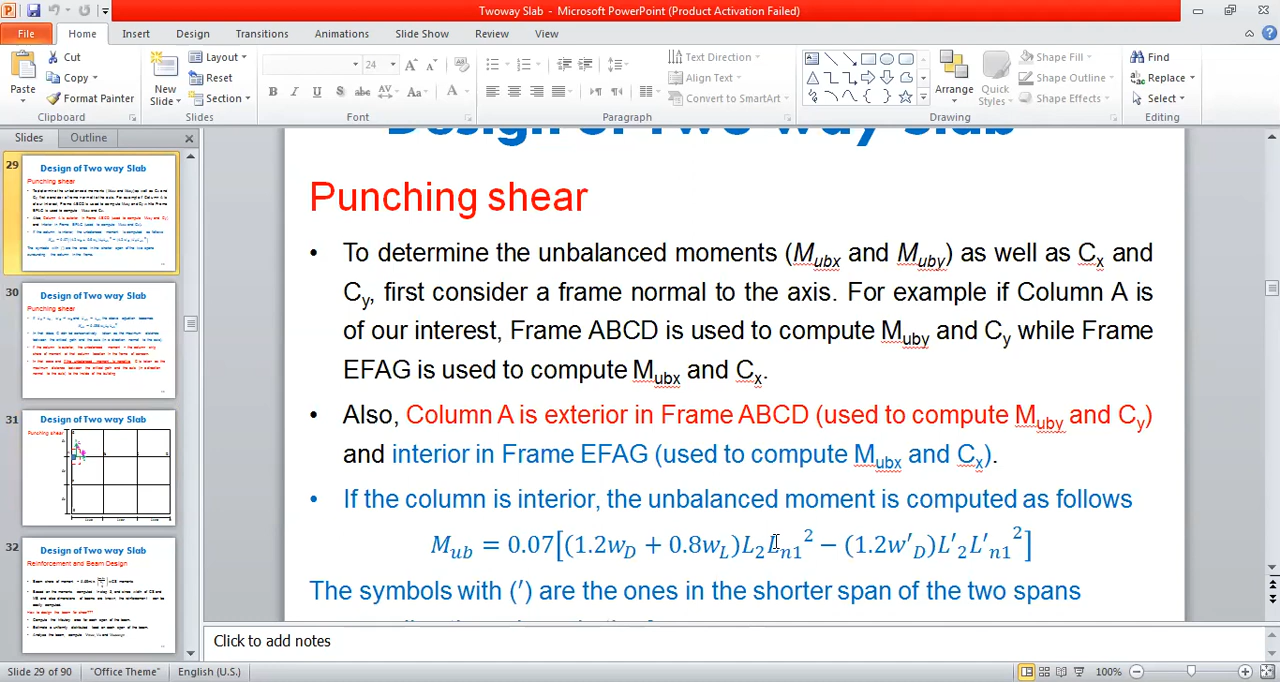 Twoway Slab - Microsoft PowerPoint (Product Activation Failed)
File Home Insert Design Transitions Animations Slide Show Review View
Paste
Cut
Copy
Format Painter
Clipboard
New Slide
Layout
Reset
Section
Slides
24
Font
Text Direction
Align Text
Convert to SmartArt
Paragraph
Arrange
Quick Styles
Shape Fill
Shape Outline
Shape Effects
Drawing
Find
Replace
Select
Editing
Slides Outline
29
Design of Two way Slab
Punching shear
30
Design of Two way Slab
Punching shear
31
Punching shear
32
Design of Two way Slab
Reinforcement and Beam Design
Design of Two way Slab
Punching shear
• To determine the unbalanced moments (Mubx and Muby) as well as Cx and
Cy, first consider a frame normal to the axis. For example if Column A is
of our interest, Frame ABCD is used to compute Muby and Cy while Frame
EFAG is used to compute Mubx and Cx.
• Also, Column A is exterior in Frame ABCD (used to compute Muby and Cy)
and interior in Frame EFAG (used to compute Mubx and Cx).
• If the column is interior, the unbalanced moment is computed as follows
Mub = 0.07[(1.2wD + 0.8wL)L2Ln1² − (1.2w′D)L′2L′n1²]
The symbols with (′) are the ones in the shorter span of the two spans
Click to add notes
Slide 29 of 90 "Office Theme" English (U.S.) 100%